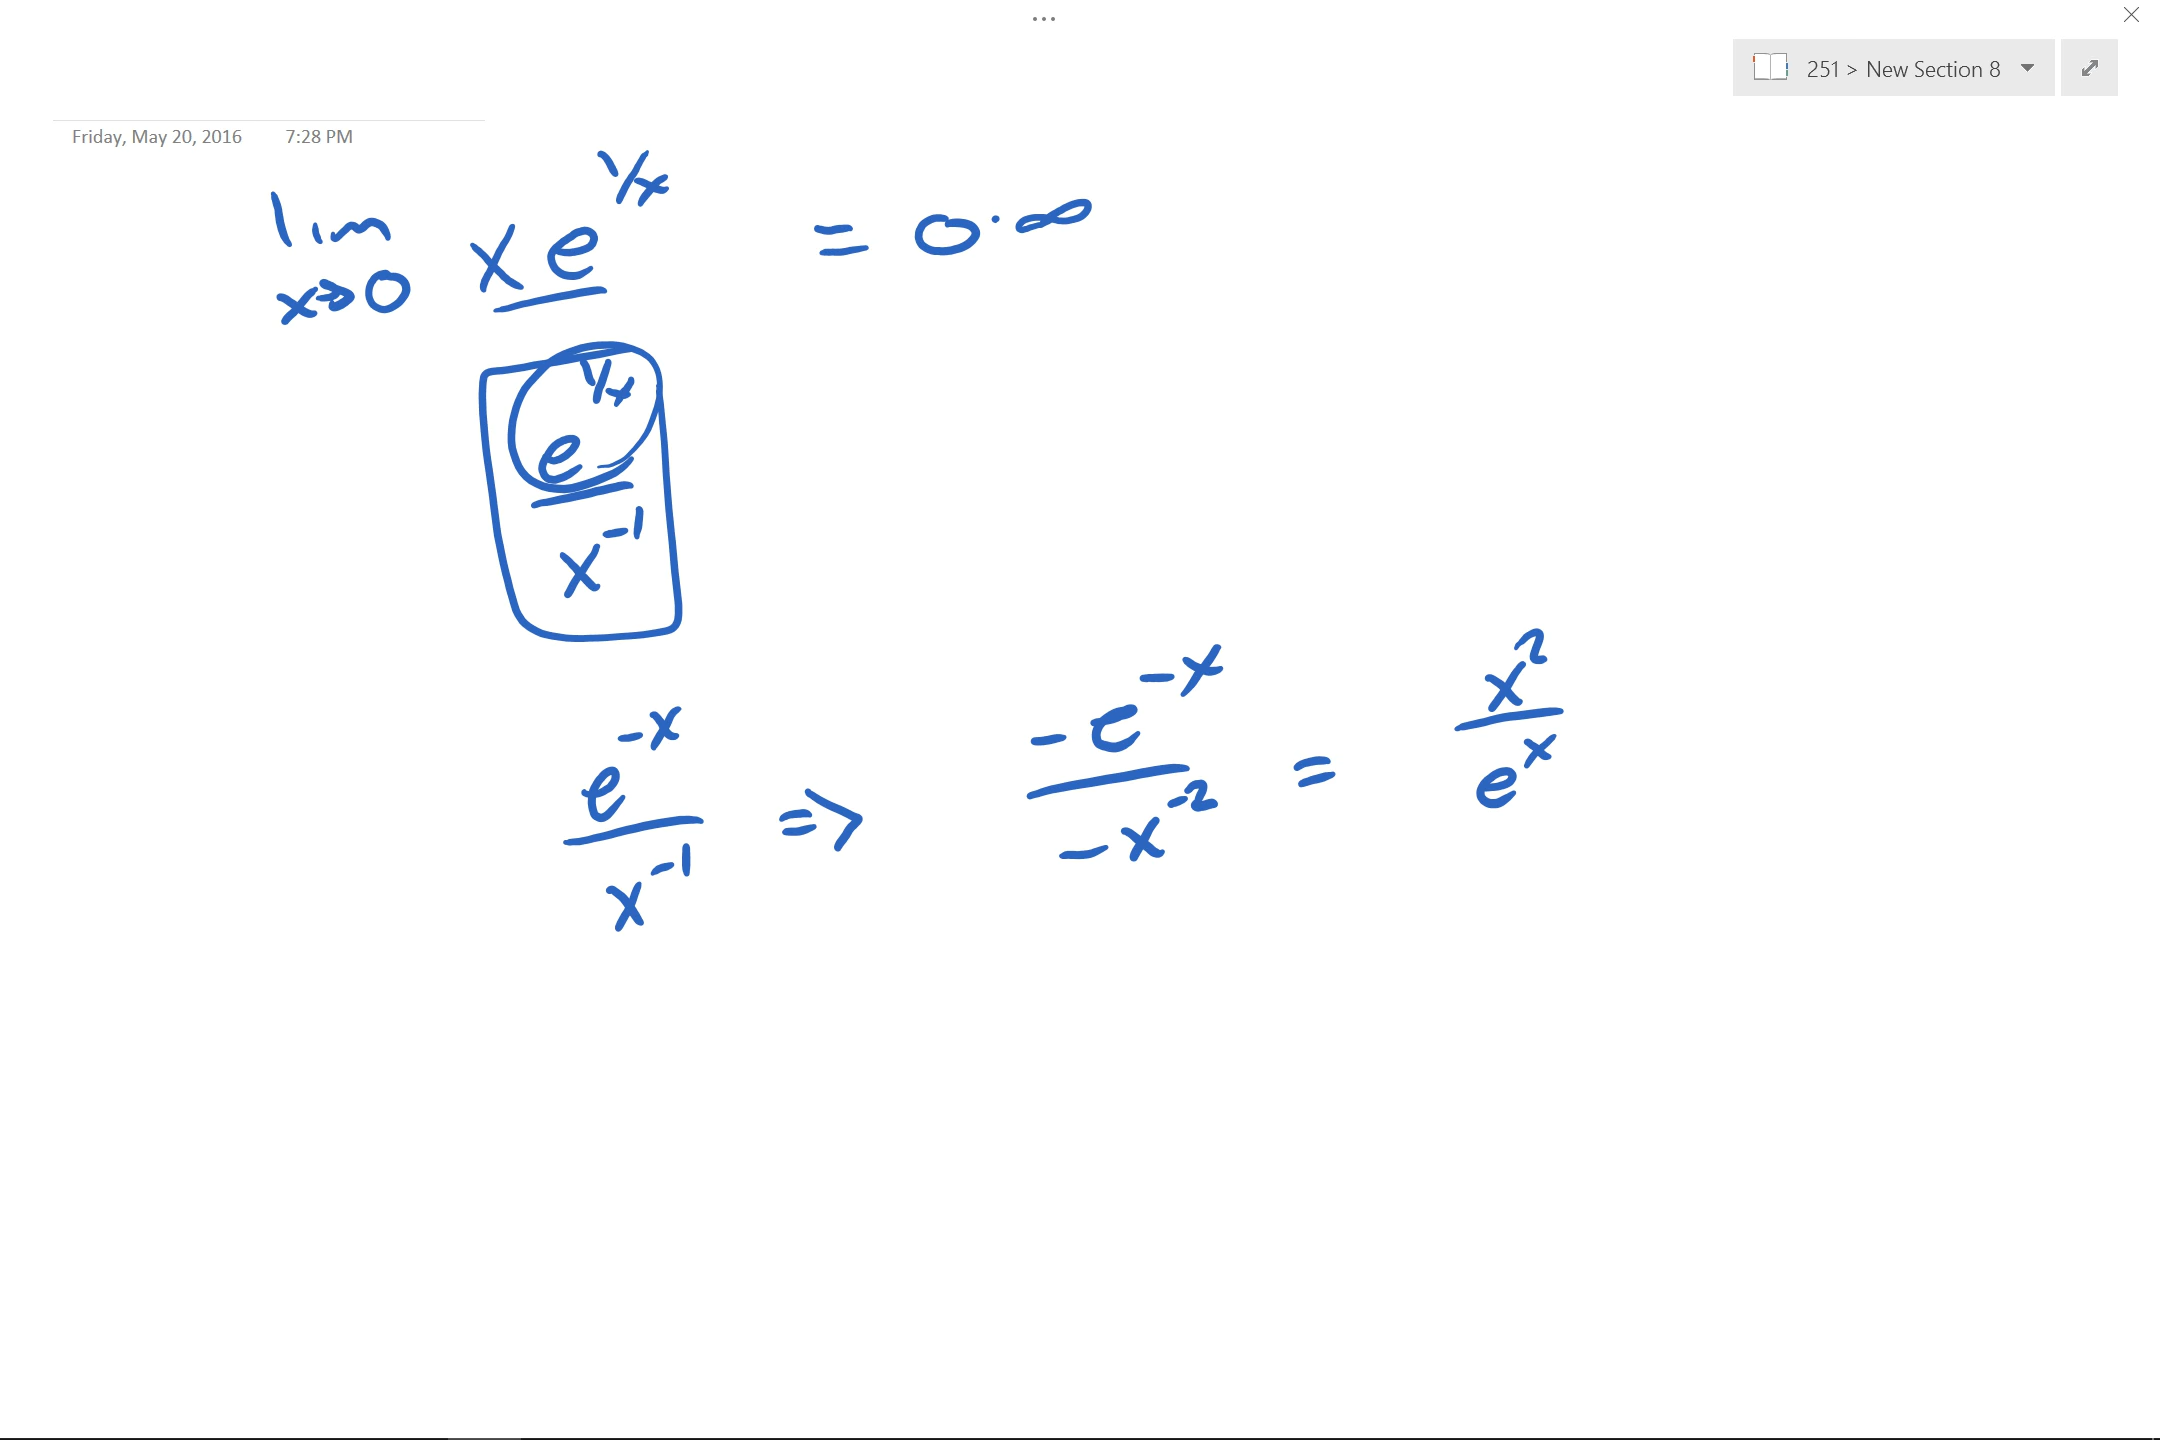 ...
251 > New Section 8
Friday, May 20, 2016 7:28 PM
lim x→0 x e^1/x = 0·∞
e^1/x / x^-1
e^-x / x^-1 => -e^-x / -x^-2 = x^2 / e^x